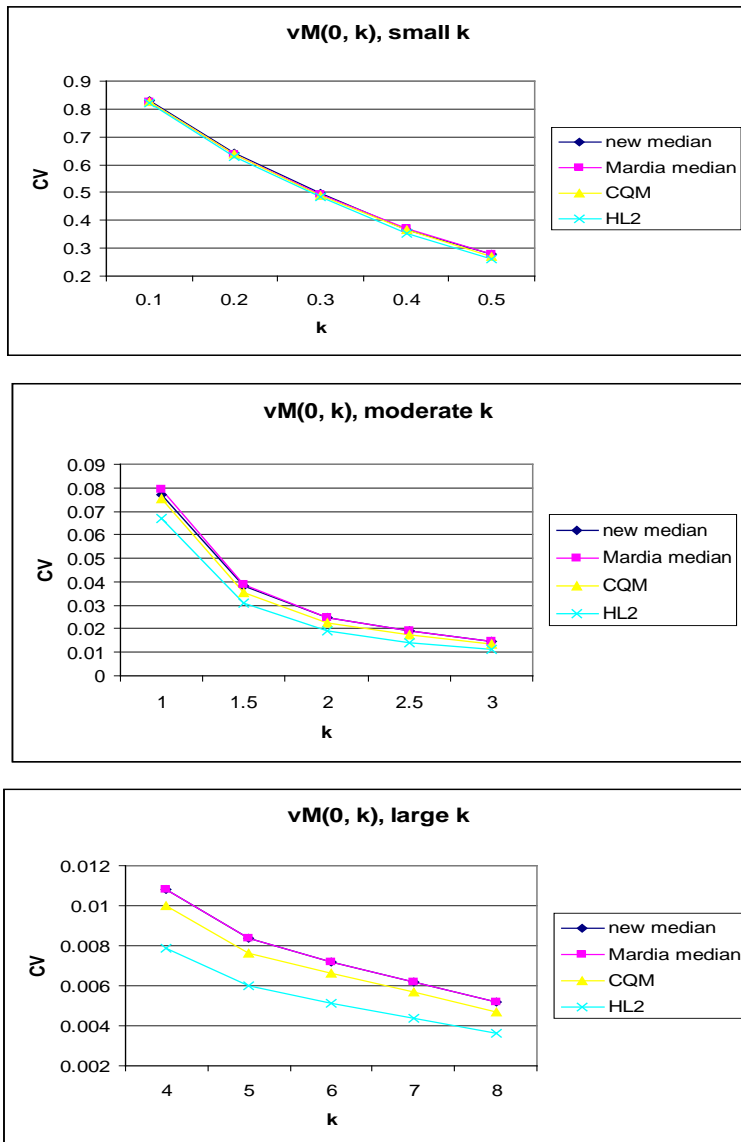 vM(0, k), small k
0.9
0.8
0.7
0.6
0.5
0.4
0.3
0.2
CV
0.1 0.2 0.3 0.4 0.5
k
new median
Mardia median
CQM
HL2
vM(0, k), moderate k
0.09
0.08
0.07
0.06
0.05
0.04
0.03
0.02
0.01
0
CV
1 1.5 2 2.5 3
k
new median
Mardia median
CQM
HL2
vM(0, k), large k
0.012
0.01
0.008
0.006
0.004
0.002
CV
4 5 6 7 8
k
new median
Mardia median
CQM
HL2